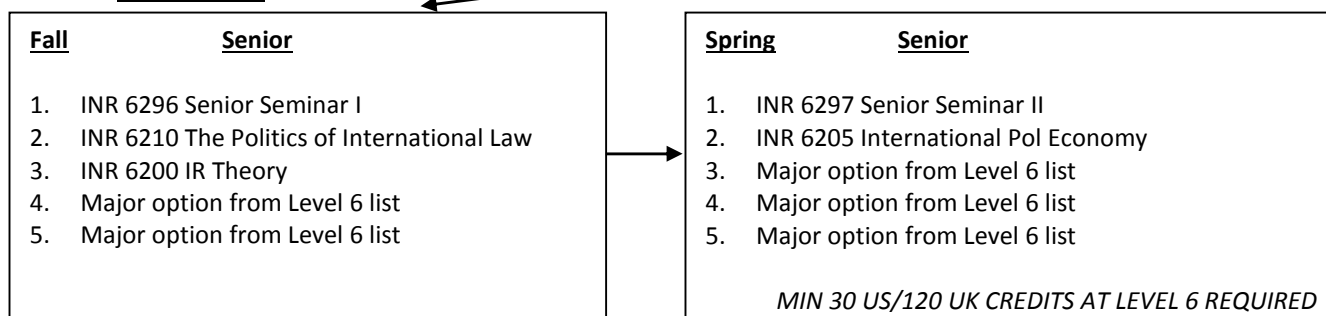 Fall Senior
1. INR 6296 Senior Seminar I
2. INR 6210 The Politics of International Law
3. INR 6200 IR Theory
4. Major option from Level 6 list
5. Major option from Level 6 list
Spring Senior
1. INR 6297 Senior Seminar II
2. INR 6205 International Pol Economy
3. Major option from Level 6 list
4. Major option from Level 6 list
5. Major option from Level 6 list
MIN 30 US/120 UK CREDITS AT LEVEL 6 REQUIRED